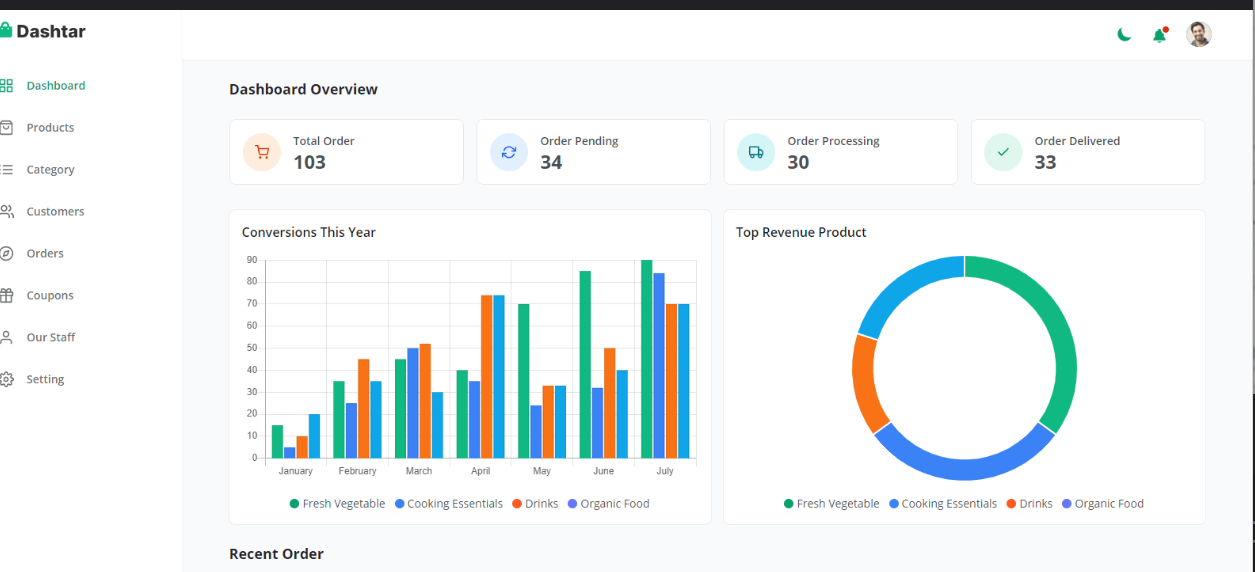 Dashtar
Dashboard
Products
Category
Customers
Orders
Coupons
Our Staff
Setting
Dashboard Overview
Total Order
103
Order Pending
34
Order Processing
30
Order Delivered
33
Conversions This Year
90
80
70
60
50
40
30
20
10
0
January February March April May June July
Fresh Vegetable Cooking Essentials Drinks Organic Food
Top Revenue Product
Fresh Vegetable Cooking Essentials Drinks Organic Food
Recent Order